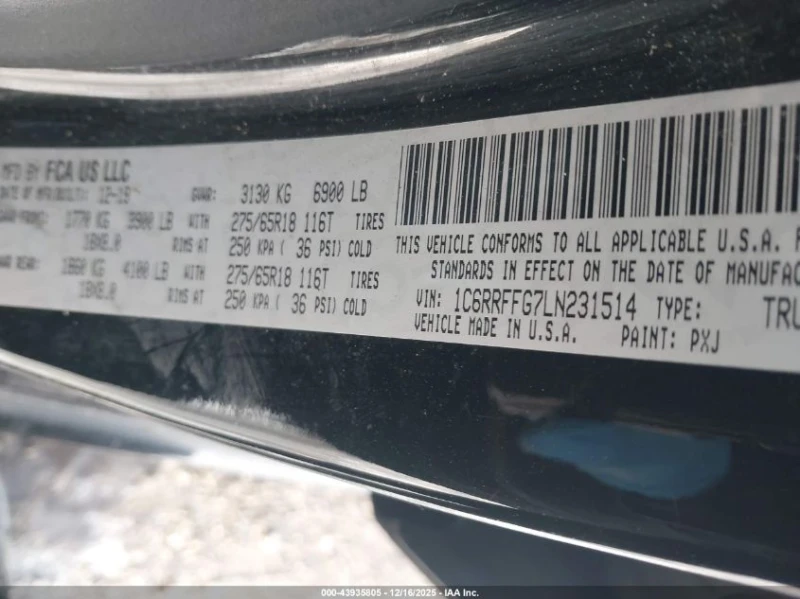 MFD BY FCA US LLC
DATE OF MFR/BUILT: 12-19 GVWR: 3130 KG 6900 LB
GAWR FRONT: 1770 KG 3900 LB WITH 275/65R18 116T TIRES
18X8.0 RIMS AT 250 KPA ( 36 PSI) COLD
GAWR REAR: 1860 KG 4100 LB WITH 275/65R18 116T TIRES
18X8.0 RIMS AT 250 KPA ( 36 PSI) COLD
THIS VEHICLE CONFORMS TO ALL APPLICABLE U.S.A. F
STANDARDS IN EFFECT ON THE DATE OF MANUFAC
VIN: 1C6RRFFG7LN231514 TYPE: TRU
VEHICLE MADE IN U.S.A. PAINT: PXJ
000-43935805 - 12/16/2025 - IAA Inc.